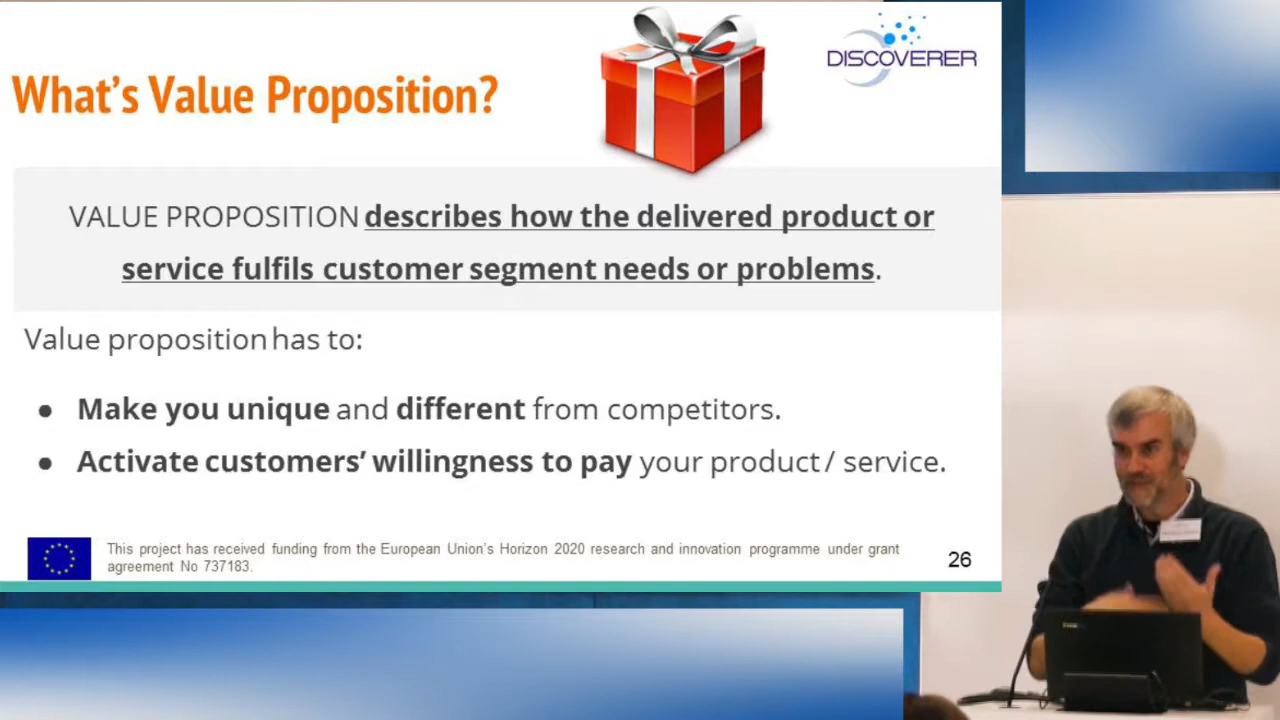 DISCOVERER
What's Value Proposition?
VALUE PROPOSITION describes how the delivered product or
service fulfils customer segment needs or problems.
Value proposition has to:
● Make you unique and different from competitors.
● Activate customers' willingness to pay your product / service.
This project has received funding from the European Union's Horizon 2020 research and innovation programme under grant
agreement No 737183.
26